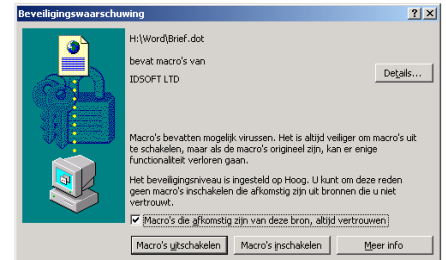 Beveiligingswaarschuwing
H:\Word\Brief.dot
bevat macro's van
IDSOFT LTD
Details...
Macro's bevatten mogelijk virussen. Het is altijd veiliger om macro's uit
te schakelen, maar als de macro's origineel zijn, kan er enige
functionaliteit verloren gaan.
Het beveiligingsniveau is ingesteld op Hoog. U kunt om deze reden
geen macro's inschakelen die afkomstig zijn uit bronnen die u niet
vertrouwt.
Macro's die afkomstig zijn van deze bron, altijd vertrouwen
Macro's uitschakelen
Macro's inschakelen
Meer info